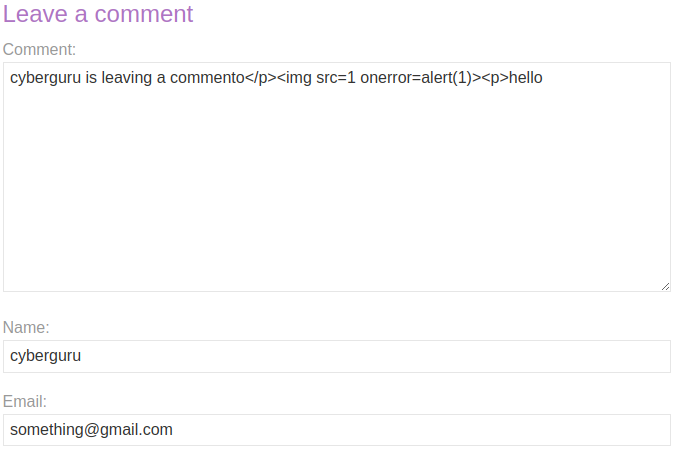 Leave a comment
Comment:
cyberguru is leaving a commento</p><img src=1 onerror=alert(1)><p>hello
Name:
cyberguru
Email:
something@gmail.com